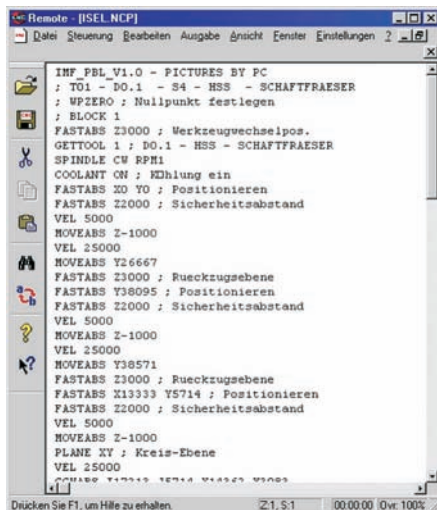 Remote - [ISEL.NCP]
Datei Steuerung Bearbeiten Ausgabe Ansicht Fenster Einstellungen ?
IMF_PBL_V1.0 - PICTURES BY PC
; TO1 - DO.1 - S4 - HSS - SCHAFTFRAESER
; WPZERO ; Nullpunkt festlegen
; BLOCK 1
FASTABS Z3000 ; Werkzeugwechselpos.
GETTOOL 1 ; DO.1 - HSS - SCHAFTFRAESER
SPINDLE CW RPM1
COOLANT ON ; K□hlung ein
FASTABS X0 Y0 ; Positionieren
FASTABS Z2000 ; Sicherheitsabstand
VEL 5000
MOVEABS Z-1000
VEL 25000
MOVEABS Y26667
FASTABS Z3000 ; Rueckzugsebene
FASTABS Y38095 ; Positionieren
FASTABS Z2000 ; Sicherheitsabstand
VEL 5000
MOVEABS Z-1000
VEL 25000
MOVEABS Y38571
FASTABS Z3000 ; Rueckzugsebene
FASTABS X13333 Y5714 ; Positionieren
FASTABS Z2000 ; Sicherheitsabstand
VEL 5000
MOVEABS Z-1000
PLANE XY ; Kreis-Ebene
VEL 25000
Drücken Sie F1, um Hilfe zu erhalten. Z:1, S:1 00:00:00 Ovr: 100%